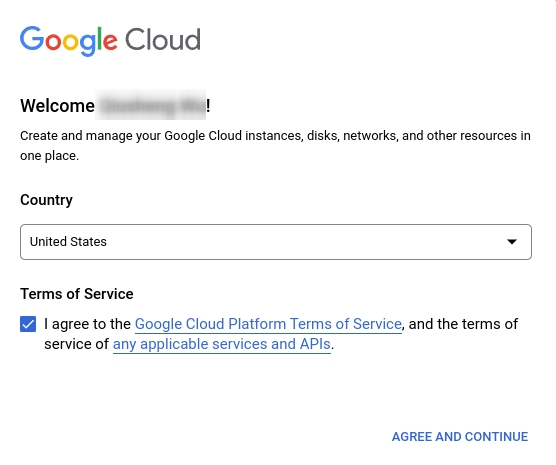 Google Cloud
Welcome !
Create and manage your Google Cloud instances, disks, networks, and other resources in
one place.
Country
United States
Terms of Service
I agree to the Google Cloud Platform Terms of Service, and the terms of
service of any applicable services and APIs.
AGREE AND CONTINUE